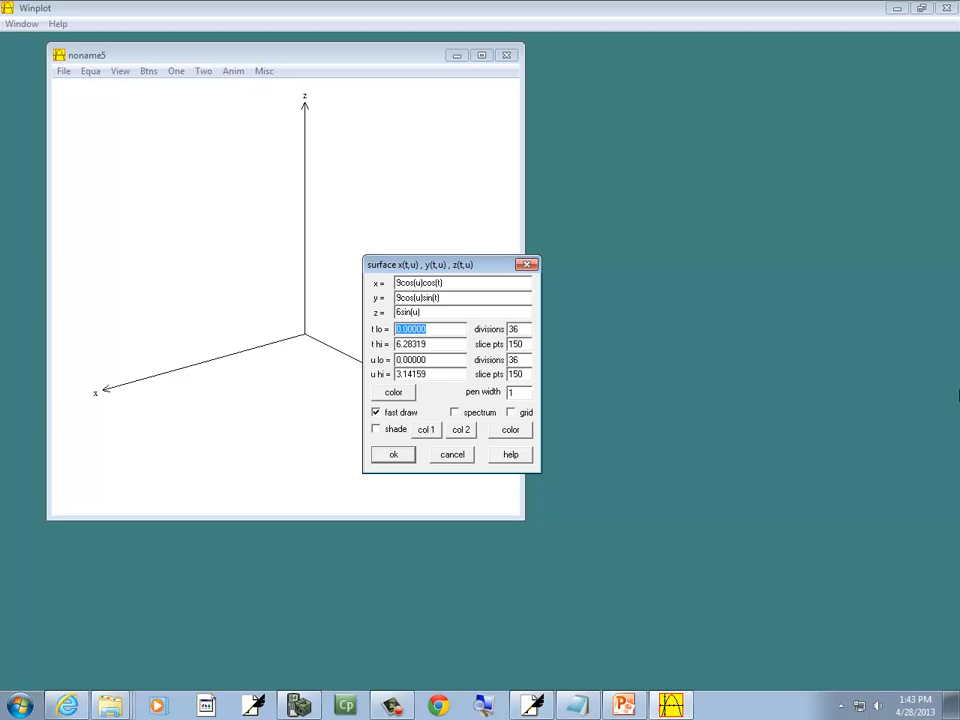 Winplot
Window Help
noname5
File Equa View Btns One Two Anim Misc
z
x
surface x(t,u) , y(t,u) , z(t,u)
x = 9cos(u)cos(t)
y = 9cos(u)sin(t)
z = 6sin(u)
t lo = 0.00000 divisions 36
t hi = 6.28319 slice pts 150
u lo = 0.00000 divisions 36
u hi = 3.14159 slice pts 150
color pen width 1
fast draw spectrum grid
shade col 1 col 2 color
ok cancel help
Cp
1:43 PM
4/28/2013